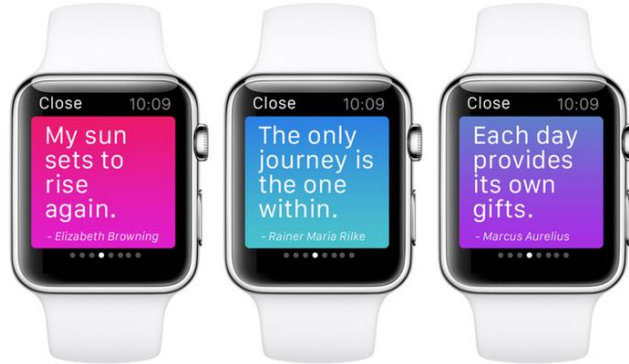 Close 10:09
My sun
sets to
rise
again.
- Elizabeth Browning
Close 10:09
The only
journey is
the one
within.
- Rainer Maria Rilke
Close 10:09
Each day
provides
its own
gifts.
- Marcus Aurelius